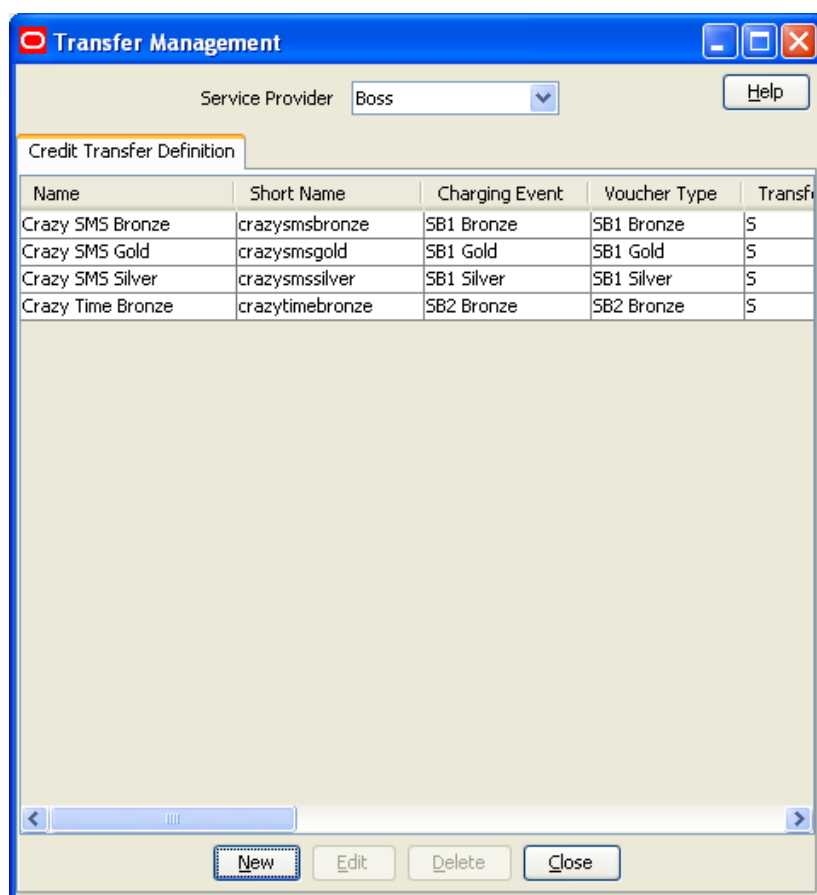 Transfer Management
Service Provider Boss Help
Credit Transfer Definition
Name Short Name Charging Event Voucher Type Transf
Crazy SMS Bronze crazysmsbronze SB1 Bronze SB1 Bronze S
Crazy SMS Gold crazysmsgold SB1 Gold SB1 Gold S
Crazy SMS Silver crazysmssilver SB1 Silver SB1 Silver S
Crazy Time Bronze crazytimebronze SB2 Bronze SB2 Bronze S
New Edit Delete Close